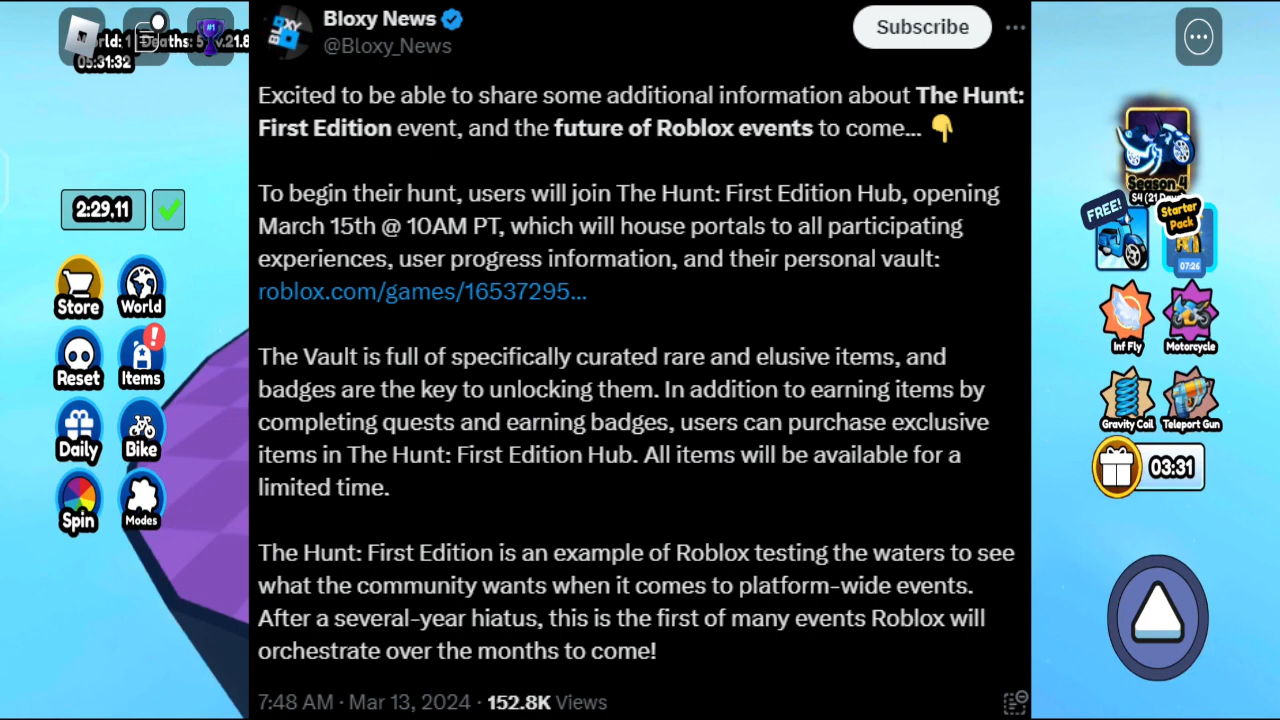 rld: 1 Deaths: 5 v.21.8
05:31:32
#1
2:29.11
Store
World
Reset
Items
Daily
Bike
Spin
Modes
BLOXY
Bloxy News
@Bloxy_News
Subscribe
Excited to be able to share some additional information about The Hunt:
First Edition event, and the future of Roblox events to come... 👇
To begin their hunt, users will join The Hunt: First Edition Hub, opening
March 15th @ 10AM PT, which will house portals to all participating
experiences, user progress information, and their personal vault:
roblox.com/games/16537295...
The Vault is full of specifically curated rare and elusive items, and
badges are the key to unlocking them. In addition to earning items by
completing quests and earning badges, users can purchase exclusive
items in The Hunt: First Edition Hub. All items will be available for a
limited time.
The Hunt: First Edition is an example of Roblox testing the waters to see
what the community wants when it comes to platform-wide events.
After a several-year hiatus, this is the first of many events Roblox will
orchestrate over the months to come!
7:48 AM · Mar 13, 2024 · 152.8K Views
Season 4
S4 (21
FREE!
Starter
Pack
07:26
Inf Fly
Motorcycle
Gravity Coil
Teleport Gun
03:31